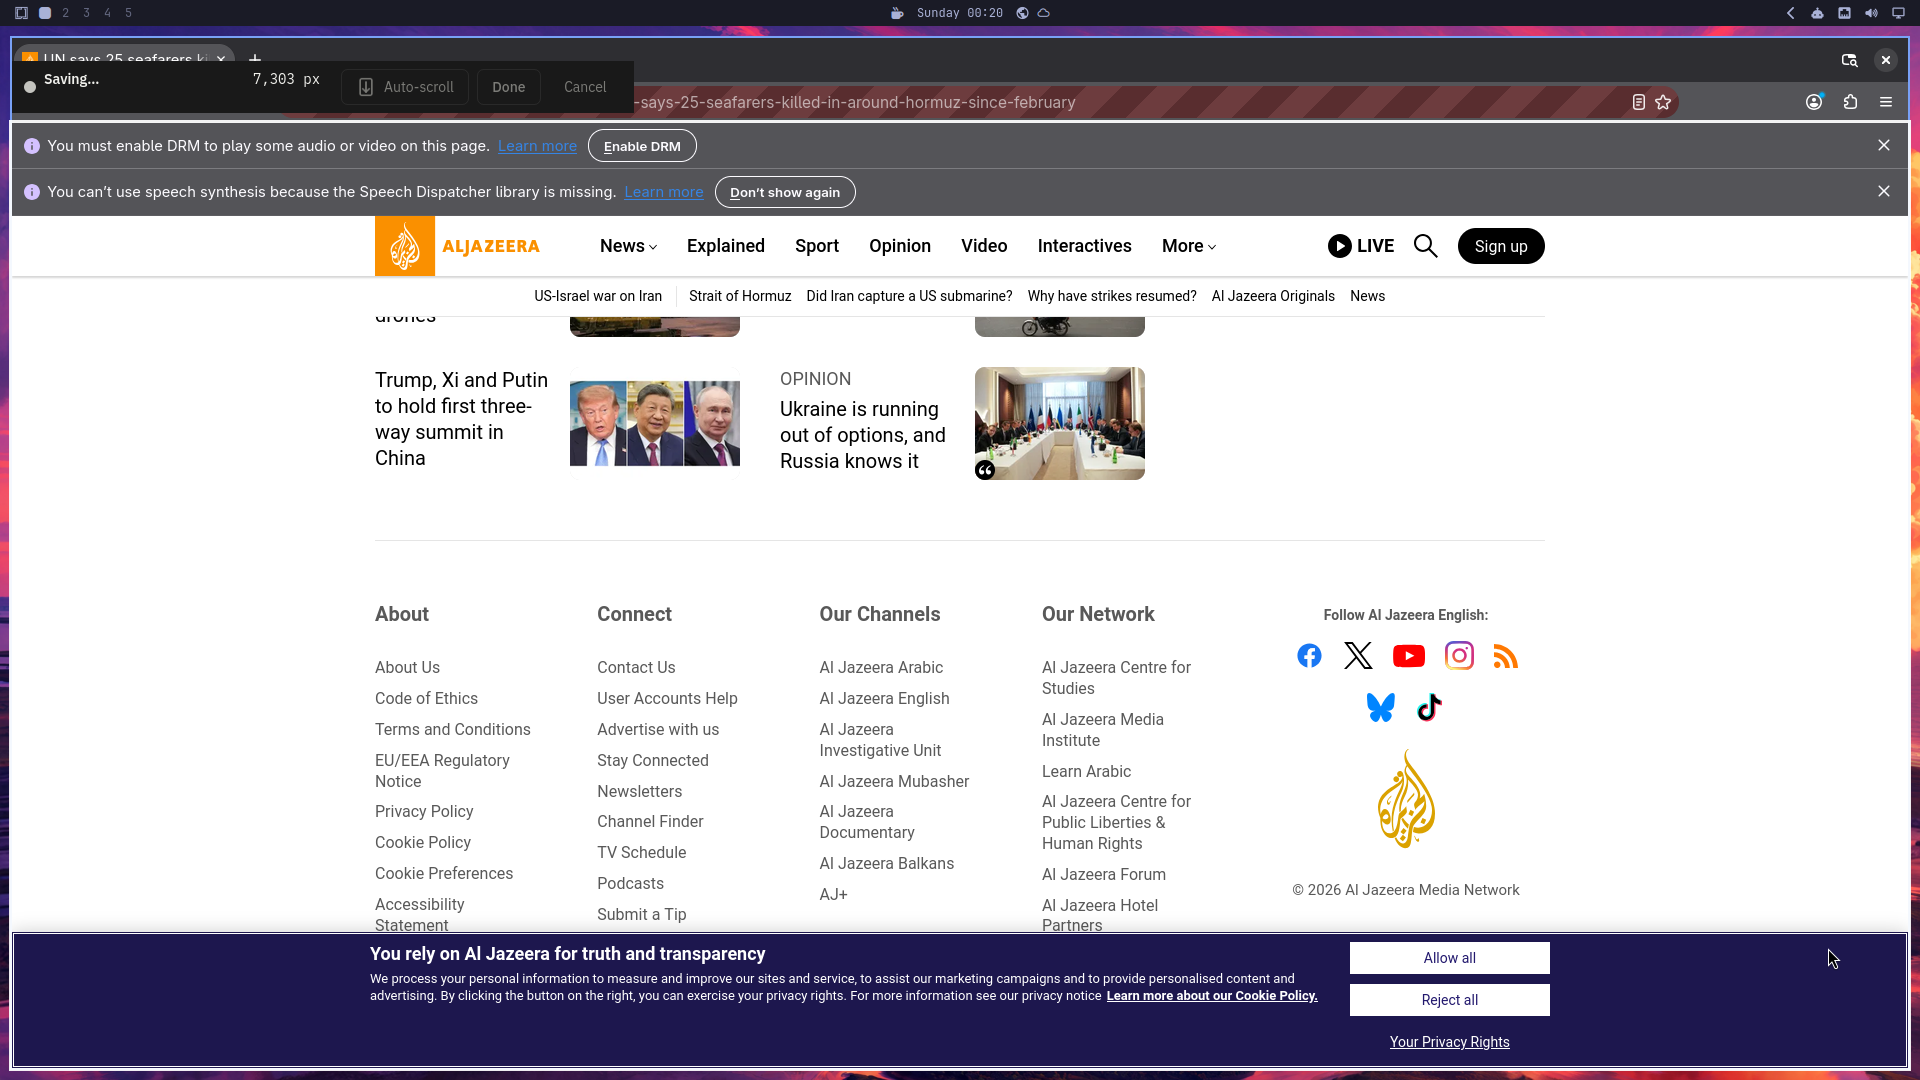 2 3 4 5
Sunday 00:20
UN says 25 seafarers ki
Saving...
7,303 px
Auto-scroll
Done
Cancel
-says-25-seafarers-killed-in-around-hormuz-since-february
You must enable DRM to play some audio or video on this page. Learn more Enable DRM
You can't use speech synthesis because the Speech Dispatcher library is missing. Learn more Don't show again
ALJAZEERA
News Explained Sport Opinion Video Interactives More
LIVE
Sign up
US-Israel war on Iran Strait of Hormuz Did Iran capture a US submarine? Why have strikes resumed? Al Jazeera Originals News
drones
Trump, Xi and Putin
to hold first three-
way summit in
China
OPINION
Ukraine is running
out of options, and
Russia knows it
About
About Us
Code of Ethics
Terms and Conditions
EU/EEA Regulatory
Notice
Privacy Policy
Cookie Policy
Cookie Preferences
Accessibility
Statement
Connect
Contact Us
User Accounts Help
Advertise with us
Stay Connected
Newsletters
Channel Finder
TV Schedule
Podcasts
Submit a Tip
Our Channels
Al Jazeera Arabic
Al Jazeera English
Al Jazeera
Investigative Unit
Al Jazeera Mubasher
Al Jazeera
Documentary
Al Jazeera Balkans
AJ+
Our Network
Al Jazeera Centre for
Studies
Al Jazeera Media
Institute
Learn Arabic
Al Jazeera Centre for
Public Liberties &
Human Rights
Al Jazeera Forum
Al Jazeera Hotel
Partners
Follow Al Jazeera English:
© 2026 Al Jazeera Media Network
You rely on Al Jazeera for truth and transparency
We process your personal information to measure and improve our sites and service, to assist our marketing campaigns and to provide personalised content and
advertising. By clicking the button on the right, you can exercise your privacy rights. For more information see our privacy notice Learn more about our Cookie Policy.
Allow all
Reject all
Your Privacy Rights